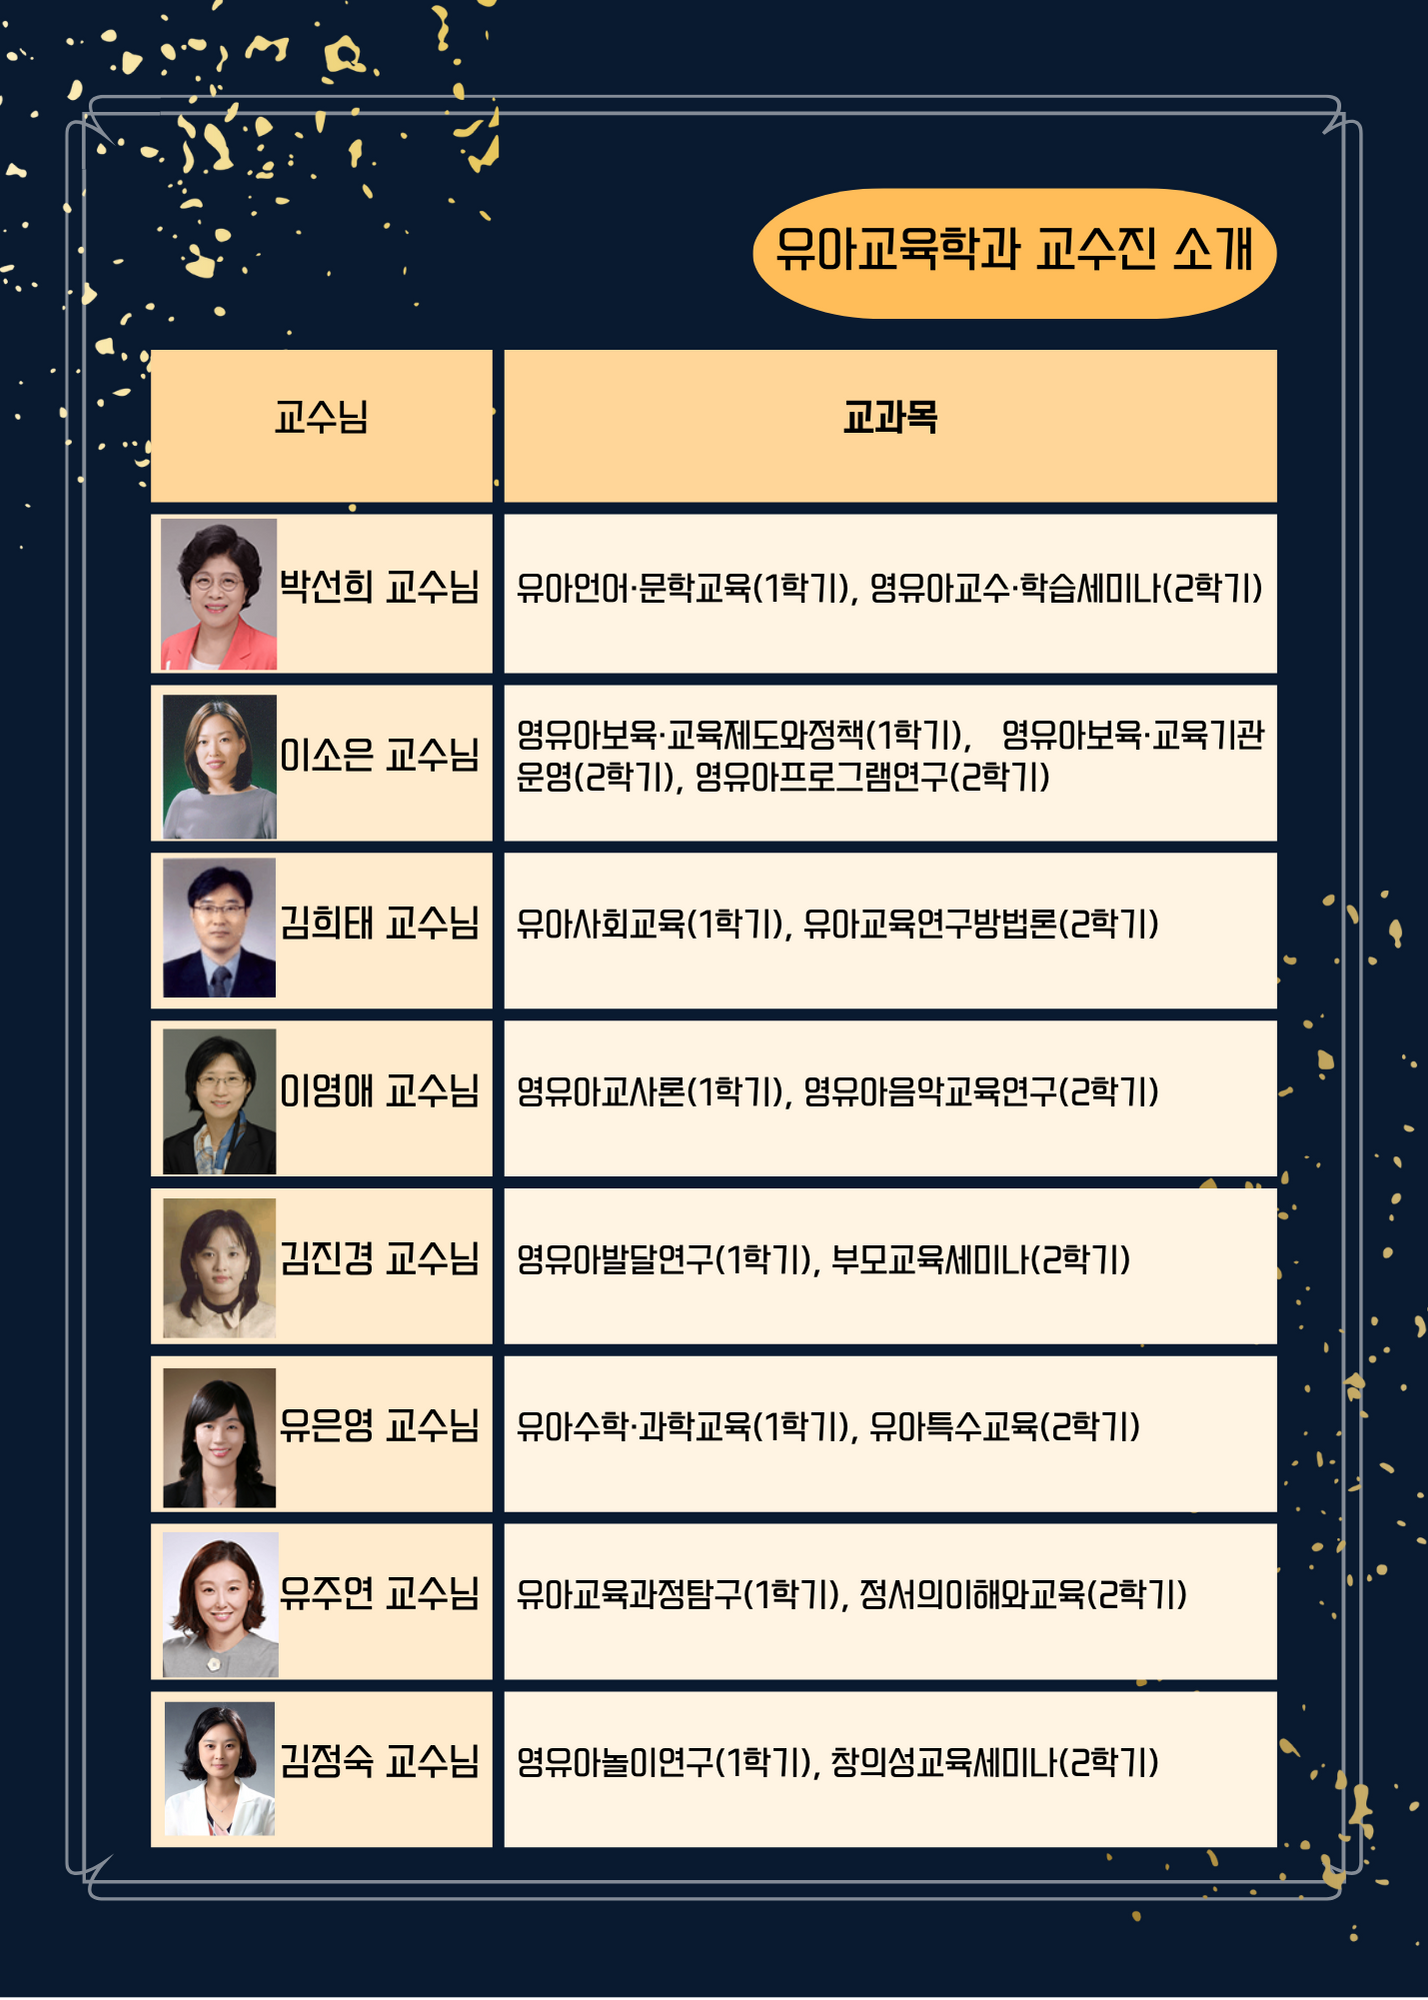 유아교육학과 교수진 소개
교수님
교과목
박선희 교수님
유아언어·문학교육(1학기), 영유아교수·학습세미나(2학기)
이소은 교수님
영유아보육·교육제도와정책(1학기), 영유아보육·교육기관
운영(2학기), 영유아프로그램연구(2학기)
김희태 교수님
유아사회교육(1학기), 유아교육연구방법론(2학기)
이영애 교수님
영유아교사론(1학기), 영유아음악교육연구(2학기)
김진경 교수님
영유아발달연구(1학기), 부모교육세미나(2학기)
유은영 교수님
유아수학·과학교육(1학기), 유아특수교육(2학기)
유주연 교수님
유아교육과정탐구(1학기), 정서의이해와교육(2학기)
김정숙 교수님
영유아놀이연구(1학기), 창의성교육세미나(2학기)